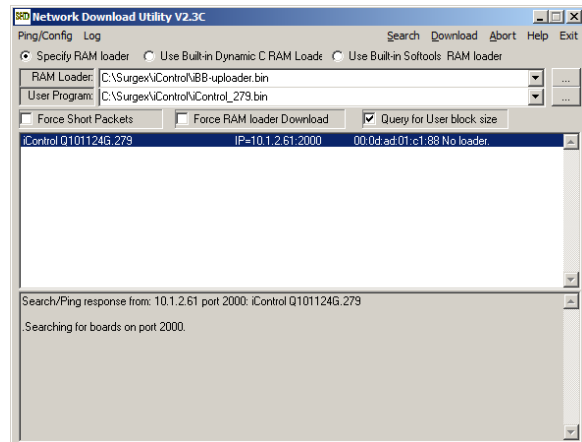 SRD Network Download Utility V2.3C
Ping/Config Log Search Download Abort Help Exit
Specify RAM loader Use Built-in Dynamic C RAM Loade Use Built-in Softools RAM loader
RAM Loader: C:\Surgex\iControl\iBB-uploader.bin ...
User Program: C:\Surgex\iControl\iControl_279.bin ...
Force Short Packets Force RAM loader Download Query for User block size
iControl Q101124G.279 IP=10.1.2.61:2000 00:0d:ad:01:c1:88 No loader.
Search/Ping response from: 10.1.2.61 port 2000: iControl Q101124G.279
.Searching for boards on port 2000.